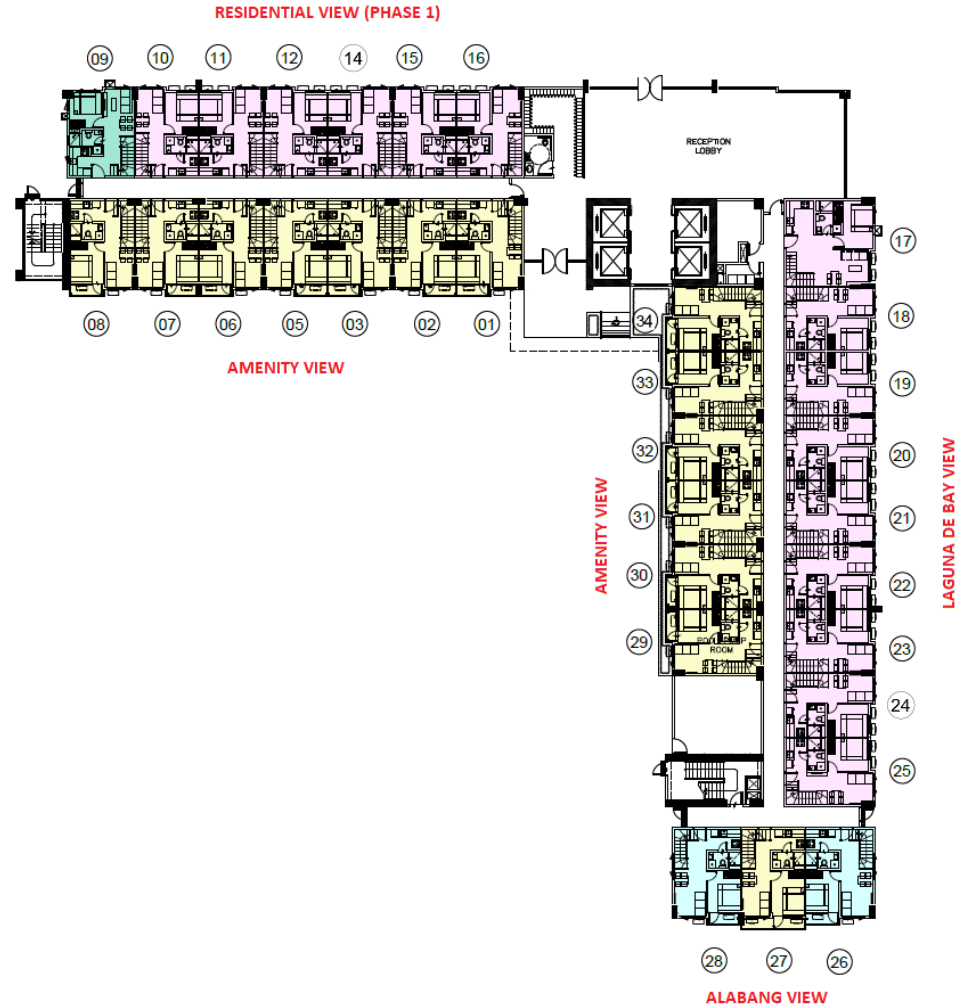 RESIDENTIAL VIEW (PHASE 1)
09 10 11 12 14 15 16
RECEPTION
LOBBY
17
08 07 06 05 03 02 01
34
18
AMENITY VIEW
33
19
32
20
AMENITY VIEW
LAGUNA DE BAY VIEW
31
21
30
22
29
ROOM
23
24
25
28 27 26
ALABANG VIEW